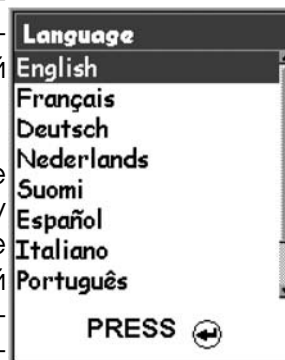 Language
English
Français
Deutsch
Nederlands
Suomi
Español
Italiano
Português
PRESS